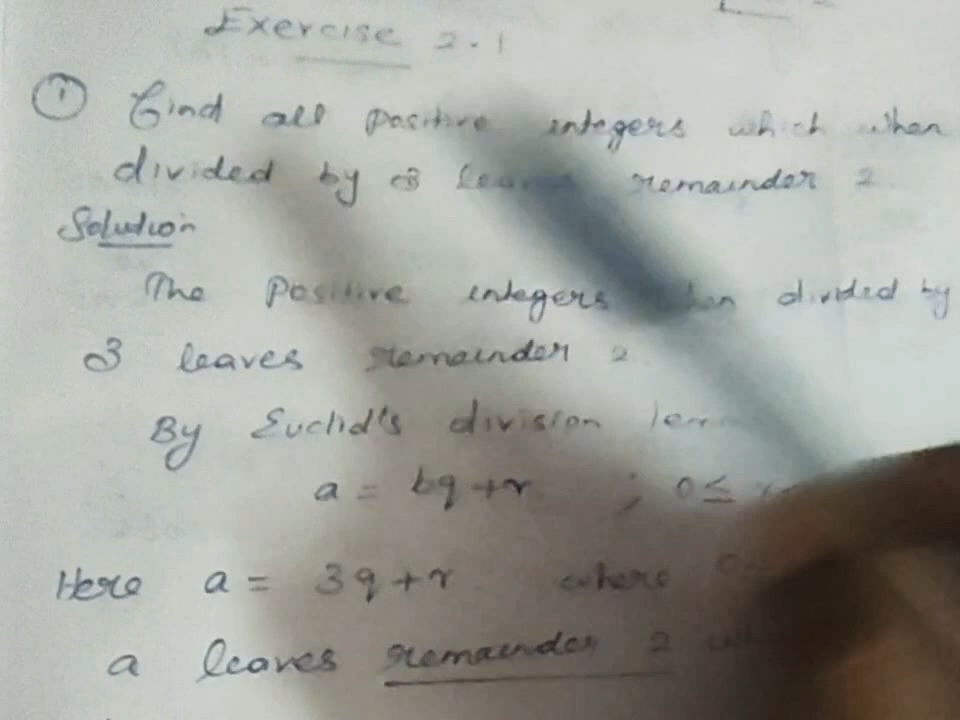 Exercise 2.1
① Find all positive integers which when
divided by 3 leaves remainder 2
Solution
The positive integers when divided by
3 leaves remainder 2
By Euclid's division
a = bq+r ; 0≤
Here a = 3q+r where
a leaves remainder 2